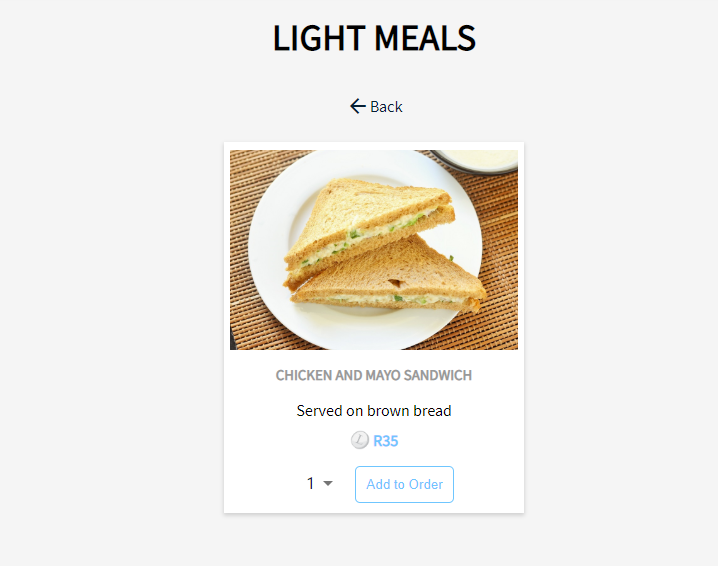 LIGHT MEALS
Back
CHICKEN AND MAYO SANDWICH
Served on brown bread
L R35
1 Add to Order